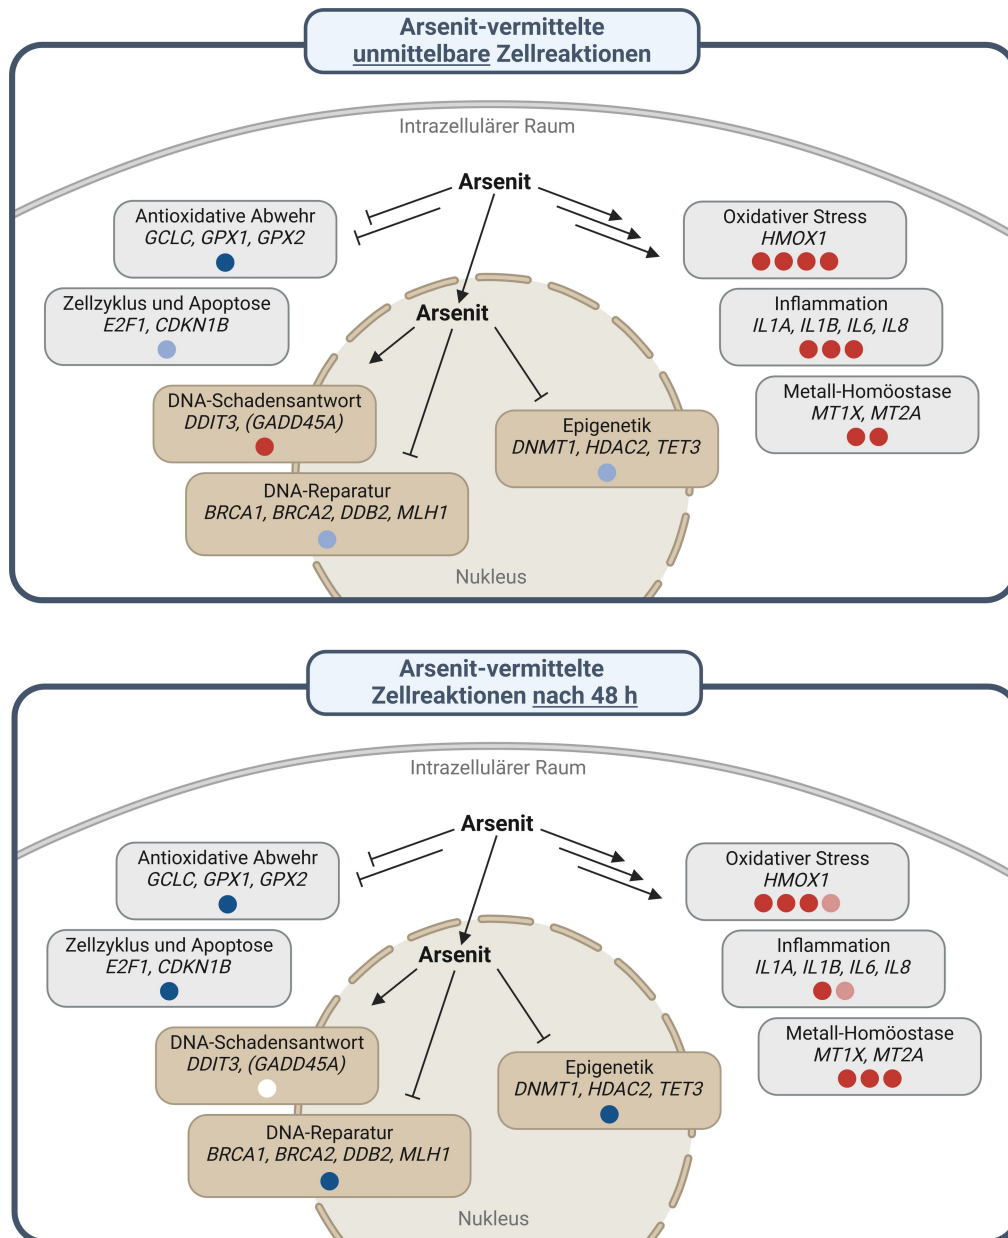 Arsenit-vermittelte
unmittelbare Zellreaktionen
Intrazellulärer Raum
Arsenit
Antioxidative Abwehr
GCLC, GPX1, GPX2
Oxidativer Stress
HMOX1
Zellzyklus und Apoptose
E2F1, CDKN1B
Arsenit
Inflammation
IL1A, IL1B, IL6, IL8
DNA-Schadensantwort
DDIT3, (GADD45A)
Metall-Homöostase
MT1X, MT2A
Epigenetik
DNMT1, HDAC2, TET3
DNA-Reparatur
BRCA1, BRCA2, DDB2, MLH1
Nukleus
Arsenit-vermittelte
Zellreaktionen nach 48 h
Intrazellulärer Raum
Arsenit
Antioxidative Abwehr
GCLC, GPX1, GPX2
Oxidativer Stress
HMOX1
Zellzyklus und Apoptose
E2F1, CDKN1B
Arsenit
Inflammation
IL1A, IL1B, IL6, IL8
DNA-Schadensantwort
DDIT3, (GADD45A)
Metall-Homöostase
MT1X, MT2A
Epigenetik
DNMT1, HDAC2, TET3
DNA-Reparatur
BRCA1, BRCA2, DDB2, MLH1
Nukleus